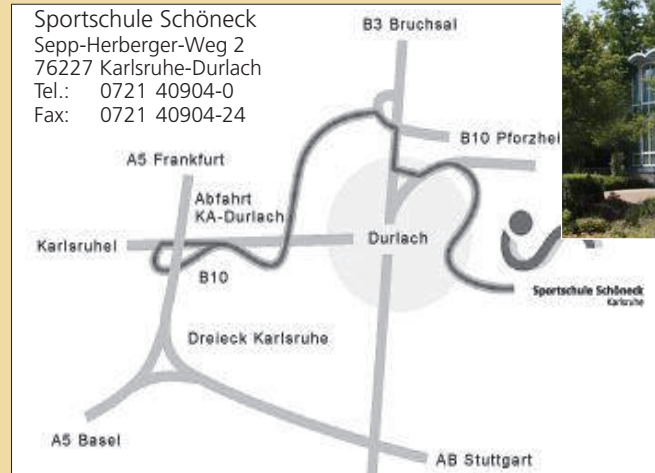 Sportschule Schöneck
Sepp-Herberger-Weg 2
76227 Karlsruhe-Durlach
Tel.: 0721 40904-0
Fax: 0721 40904-24
B3 Bruchsal
B10 Pforzhei
A5 Frankfurt
Abfahrt
KA-Durlach
Karlsruhel
Durlach
B10
Sportschule Schöneck
Karlsruhe
Dreieck Karlsruhe
A5 Basel
AB Stuttgart